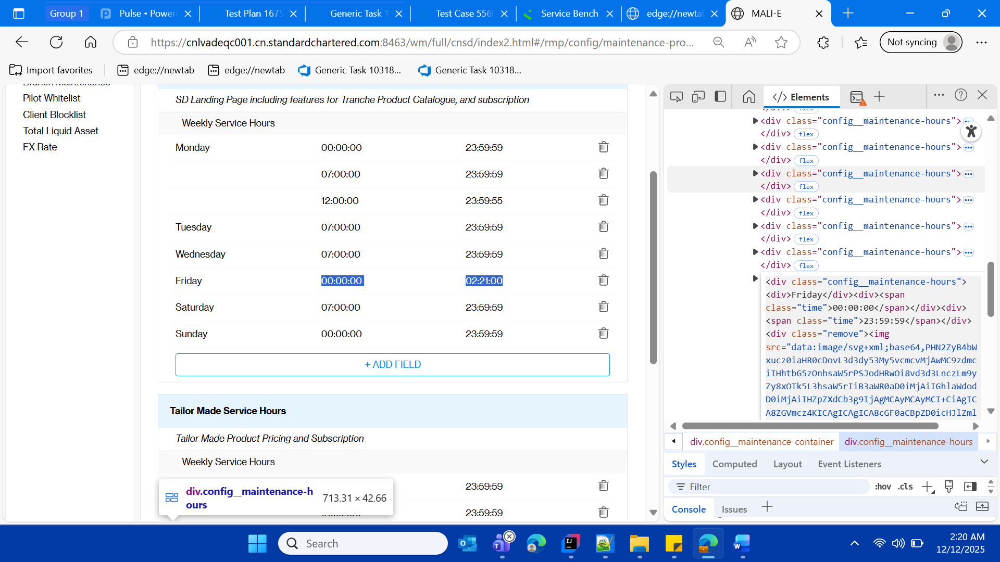 Group 1
Pulse • Power
Test Plan 1675
Generic Task 1
Test Case 556
Service Bench
edge://newta
MALI-E
https://cnlvadeqc001.cn.standardchartered.com:8463/wm/full/cnsd/index2.html#/rmp/config/maintenance-pro...
Not syncing
Import favorites
edge://newtab
edge://newtab
Generic Task 10318...
Generic Task 10318...
Branch Maintenance
Pilot Whitelist
Client Blocklist
Total Liquid Asset
FX Rate
SD Landing Page including features for Tranche Product Catalogue, and subscription
Weekly Service Hours
Monday 00:00:00 23:59:59
07:00:00 23:59:59
12:00:00 23:59:55
Tuesday 07:00:00 23:59:59
Wednesday 07:00:00 23:59:59
Friday 00:00:00 02:21:00
Saturday 07:00:00 23:59:59
Sunday 00:00:00 23:59:59
+ ADD FIELD
Tailor Made Service Hours
Tailor Made Product Pricing and Subscription
Weekly Service Hours
23:59:59
23:59:59
div.config__maintenance-h
ours
713.31 × 42.66
Elements
</div> flex
<div class="config__maintenance-hours">
</div> flex
<div class="config__maintenance-hours">
</div> flex
<div class="config__maintenance-hours">
</div> flex
<div class="config__maintenance-hours">
</div> flex
<div class="config__maintenance-hours">
</div> flex
<div class="config__maintenance-hours">
</div> flex
<div class="config__maintenance-hours">
<div>Friday</div><div><span
class="time">00:00:00</span></div><div>
<span class="time">23:59:59</span></div>
<div class="remove"><img
src="data:image/svg+xml;base64,PHN2ZyB4bW
xucz0iaHR0cDovL3d3dy53My5vcmcvMjAwMC9zdmc
iIHhtbG5zOnhsaW5rPSJodHRwOi8vd3d3LnczLm9y
Zy8xOTk5L3hsaW5rIiB3aWR0aD0iMjAiIGhlaWdod
D0iMjAiIHZpZXdCb3g9IjAgMCAyMCAyMCI+CiAgIC
A8ZGVmcz4KICAgICAgICA8cGF0aCBpZD0icHJlZml
div.config__maintenance-container
div.config__maintenance-hours
Styles
Computed
Layout
Event Listeners
Filter
:hov
.cls
Console
Issues
Search
2:20 AM
12/12/2025